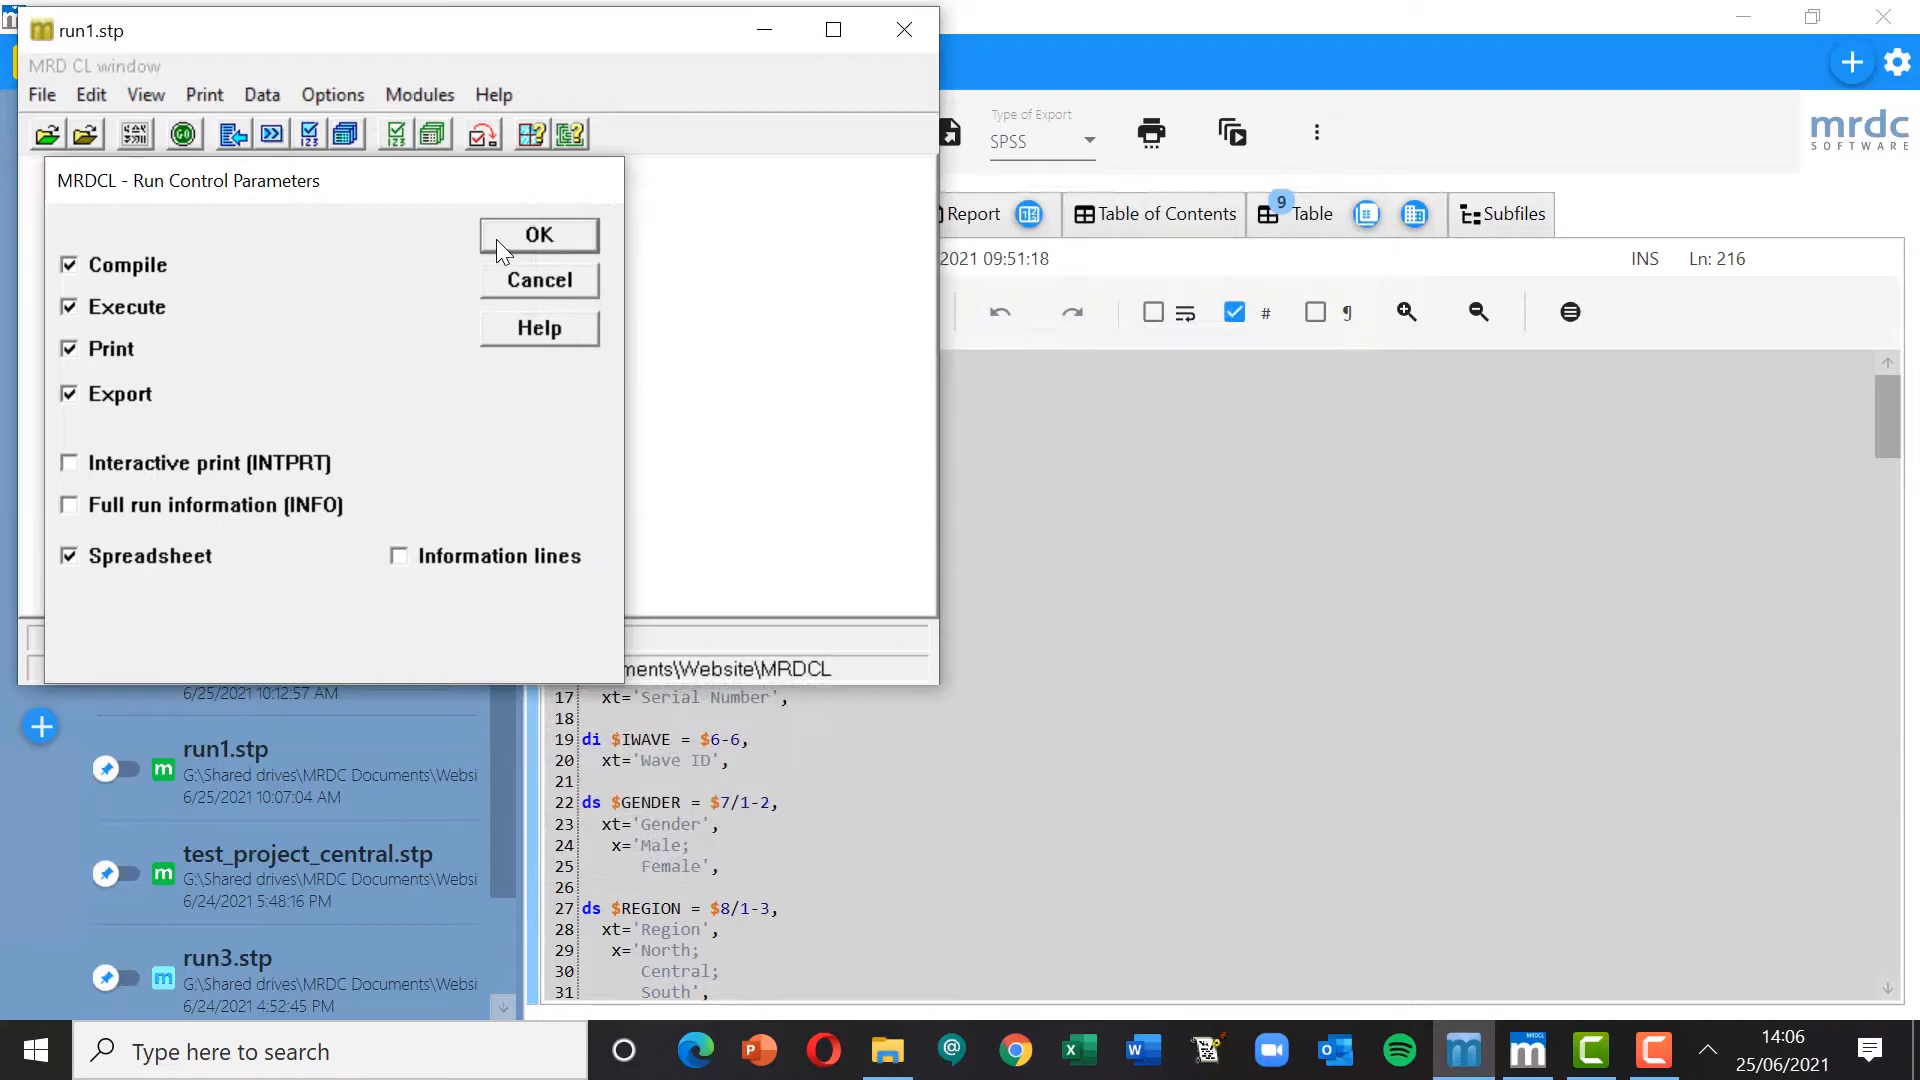 run1.stp
MRD CL window
File Edit View Print Data Options Modules Help
MRDCL - Run Control Parameters
OK
Cancel
Help
Compile
Execute
Print
Export
Interactive print (INTPRT)
Full run information (INFO)
Spreadsheet
Information lines
ments\Website\MRDCL
Type of Export
SPSS
mrdc
SOFTWARE
Report
Table of Contents
9
Table
Subfiles
2021 09:51:18
INS
Ln: 216
#
¶
6/25/2021 10:12:57 AM
run1.stp
G:\Shared drives\MRDC Documents\Websi
6/25/2021 10:07:04 AM
test_project_central.stp
G:\Shared drives\MRDC Documents\Websi
6/24/2021 5:48:16 PM
run3.stp
G:\Shared drives\MRDC Documents\Websi
6/24/2021 4:52:45 PM
17 xt='Serial Number',
18
19 di $IWAVE = $6-6,
20 xt='Wave ID',
21
22 ds $GENDER = $7/1-2,
23 xt='Gender',
24 x='Male;
25 Female',
26
27 ds $REGION = $8/1-3,
28 xt='Region',
29 x='North;
30 Central;
31 South',
Type here to search
14:06
25/06/2021